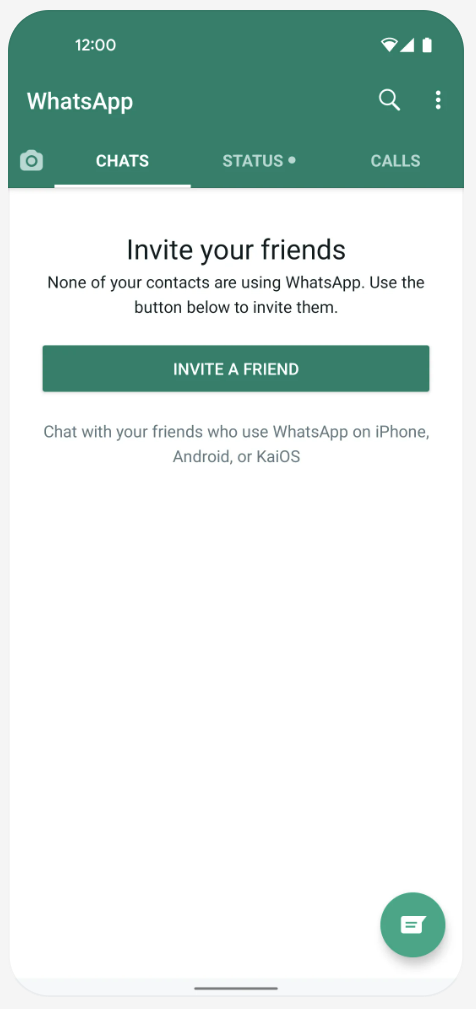 12:00
WhatsApp
CHATS
STATUS
CALLS
Invite your friends
None of your contacts are using WhatsApp. Use the
button below to invite them.
INVITE A FRIEND
Chat with your friends who use WhatsApp on iPhone,
Android, or KaiOS